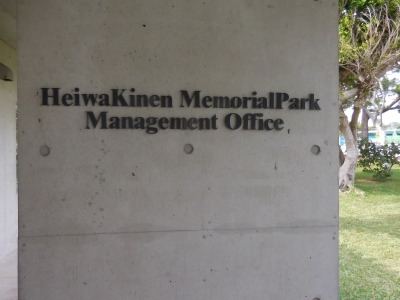 HeiwaKinen MemorialPark
Management Office